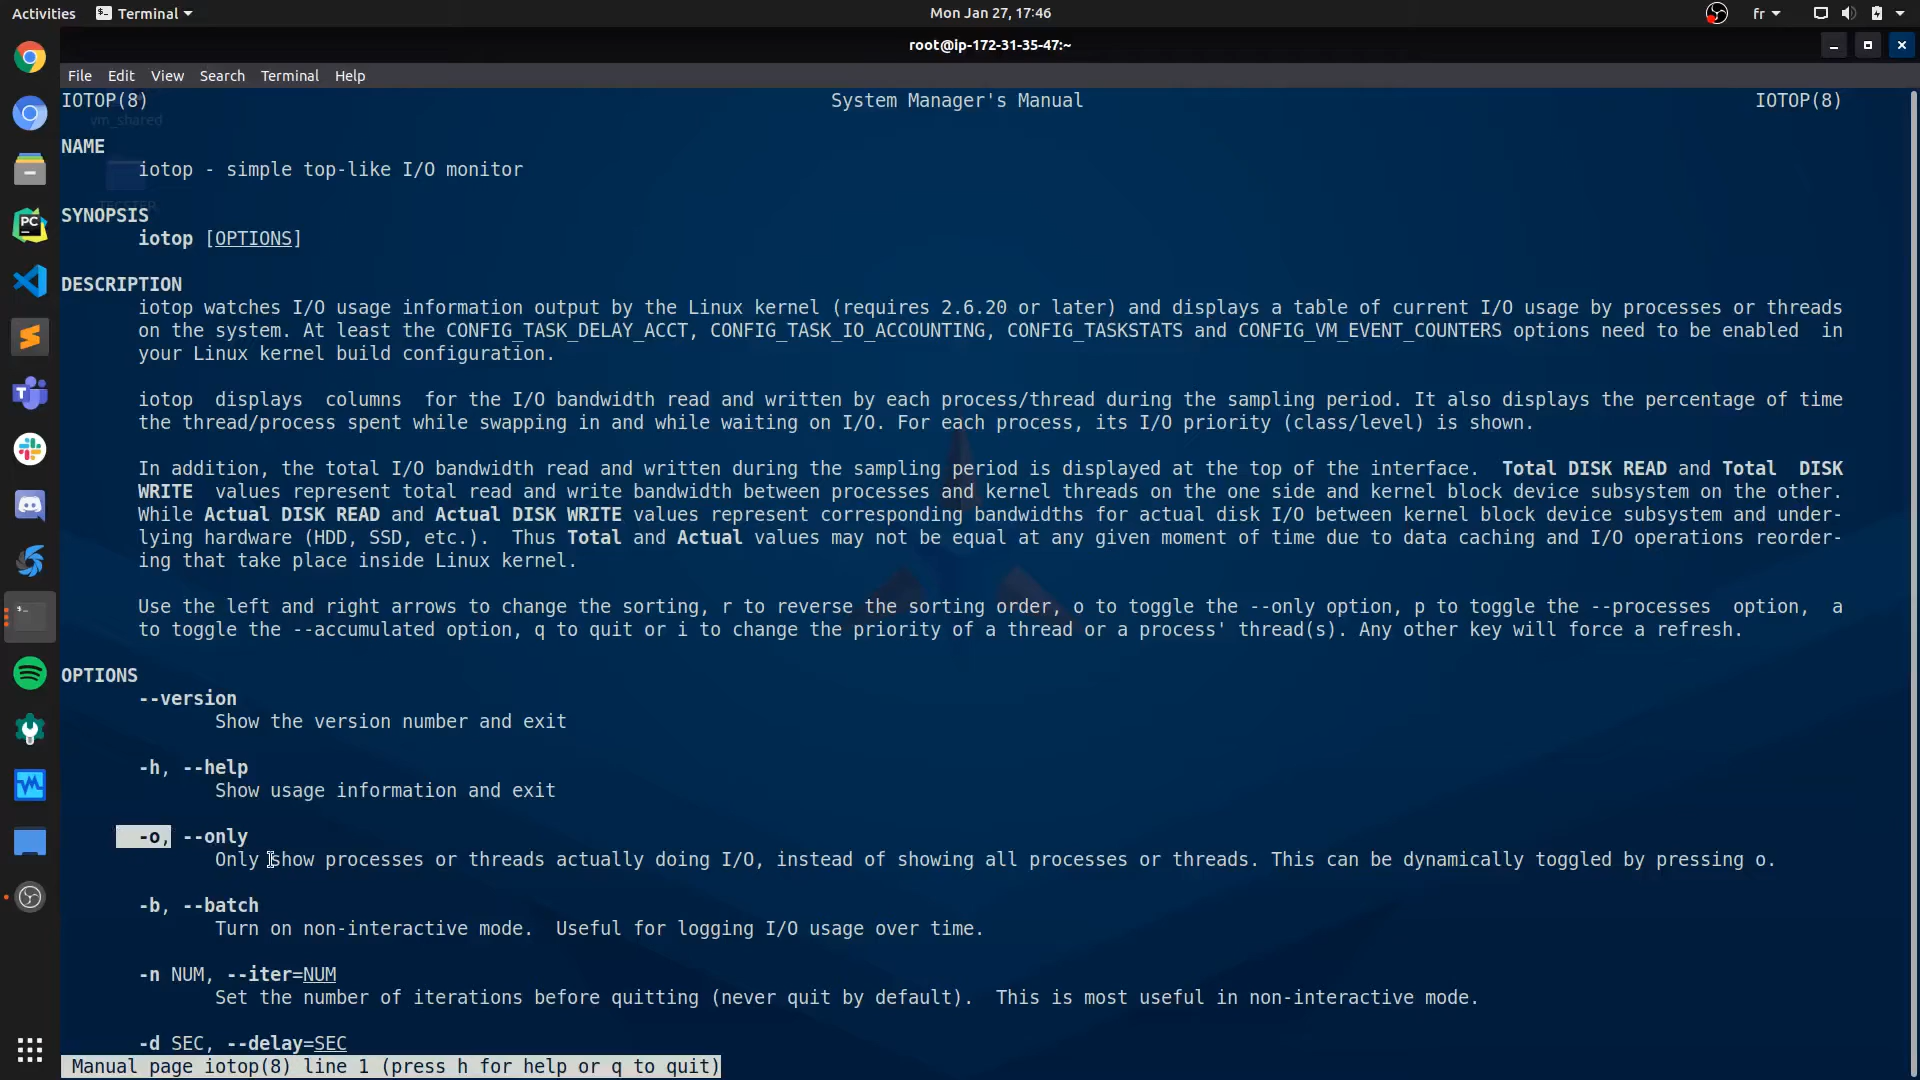 Activities Terminal Mon Jan 27, 17:46 fr
root@ip-172-31-35-47:~
File Edit View Search Terminal Help
IOTOP(8) System Manager's Manual IOTOP(8)
vm_shared
NAME
iotop - simple top-like I/O monitor
SYNOPSIS
iotop [OPTIONS]
DESCRIPTION
iotop watches I/O usage information output by the Linux kernel (requires 2.6.20 or later) and displays a table of current I/O usage by processes or threads
on the system. At least the CONFIG_TASK_DELAY_ACCT, CONFIG_TASK_IO_ACCOUNTING, CONFIG_TASKSTATS and CONFIG_VM_EVENT_COUNTERS options need to be enabled in
your Linux kernel build configuration.
iotop displays columns for the I/O bandwidth read and written by each process/thread during the sampling period. It also displays the percentage of time
the thread/process spent while swapping in and while waiting on I/O. For each process, its I/O priority (class/level) is shown.
In addition, the total I/O bandwidth read and written during the sampling period is displayed at the top of the interface. Total DISK READ and Total DISK
WRITE values represent total read and write bandwidth between processes and kernel threads on the one side and kernel block device subsystem on the other.
While Actual DISK READ and Actual DISK WRITE values represent corresponding bandwidths for actual disk I/O between kernel block device subsystem and under-
lying hardware (HDD, SSD, etc.). Thus Total and Actual values may not be equal at any given moment of time due to data caching and I/O operations reorder-
ing that take place inside Linux kernel.
Use the left and right arrows to change the sorting, r to reverse the sorting order, o to toggle the --only option, p to toggle the --processes option, a
to toggle the --accumulated option, q to quit or i to change the priority of a thread or a process' thread(s). Any other key will force a refresh.
OPTIONS
--version
Show the version number and exit
-h, --help
Show usage information and exit
-o, --only
Only show processes or threads actually doing I/O, instead of showing all processes or threads. This can be dynamically toggled by pressing o.
-b, --batch
Turn on non-interactive mode. Useful for logging I/O usage over time.
-n NUM, --iter=NUM
Set the number of iterations before quitting (never quit by default). This is most useful in non-interactive mode.
-d SEC, --delay=SEC
Manual page iotop(8) line 1 (press h for help or q to quit)